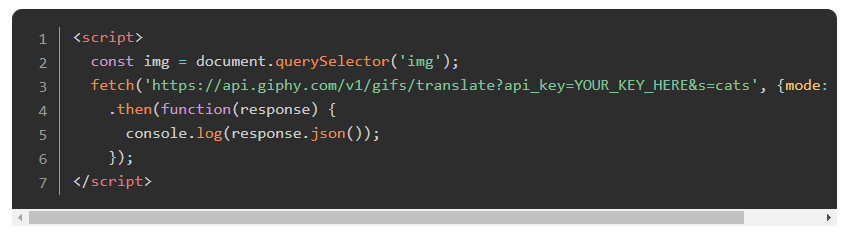 1 <script>
2   const img = document.querySelector('img');
3   fetch('https://api.giphy.com/v1/gifs/translate?api_key=YOUR_KEY_HERE&s=cats', {mode:
4     .then(function(response) {
5       console.log(response.json());
6     });
7 </script>